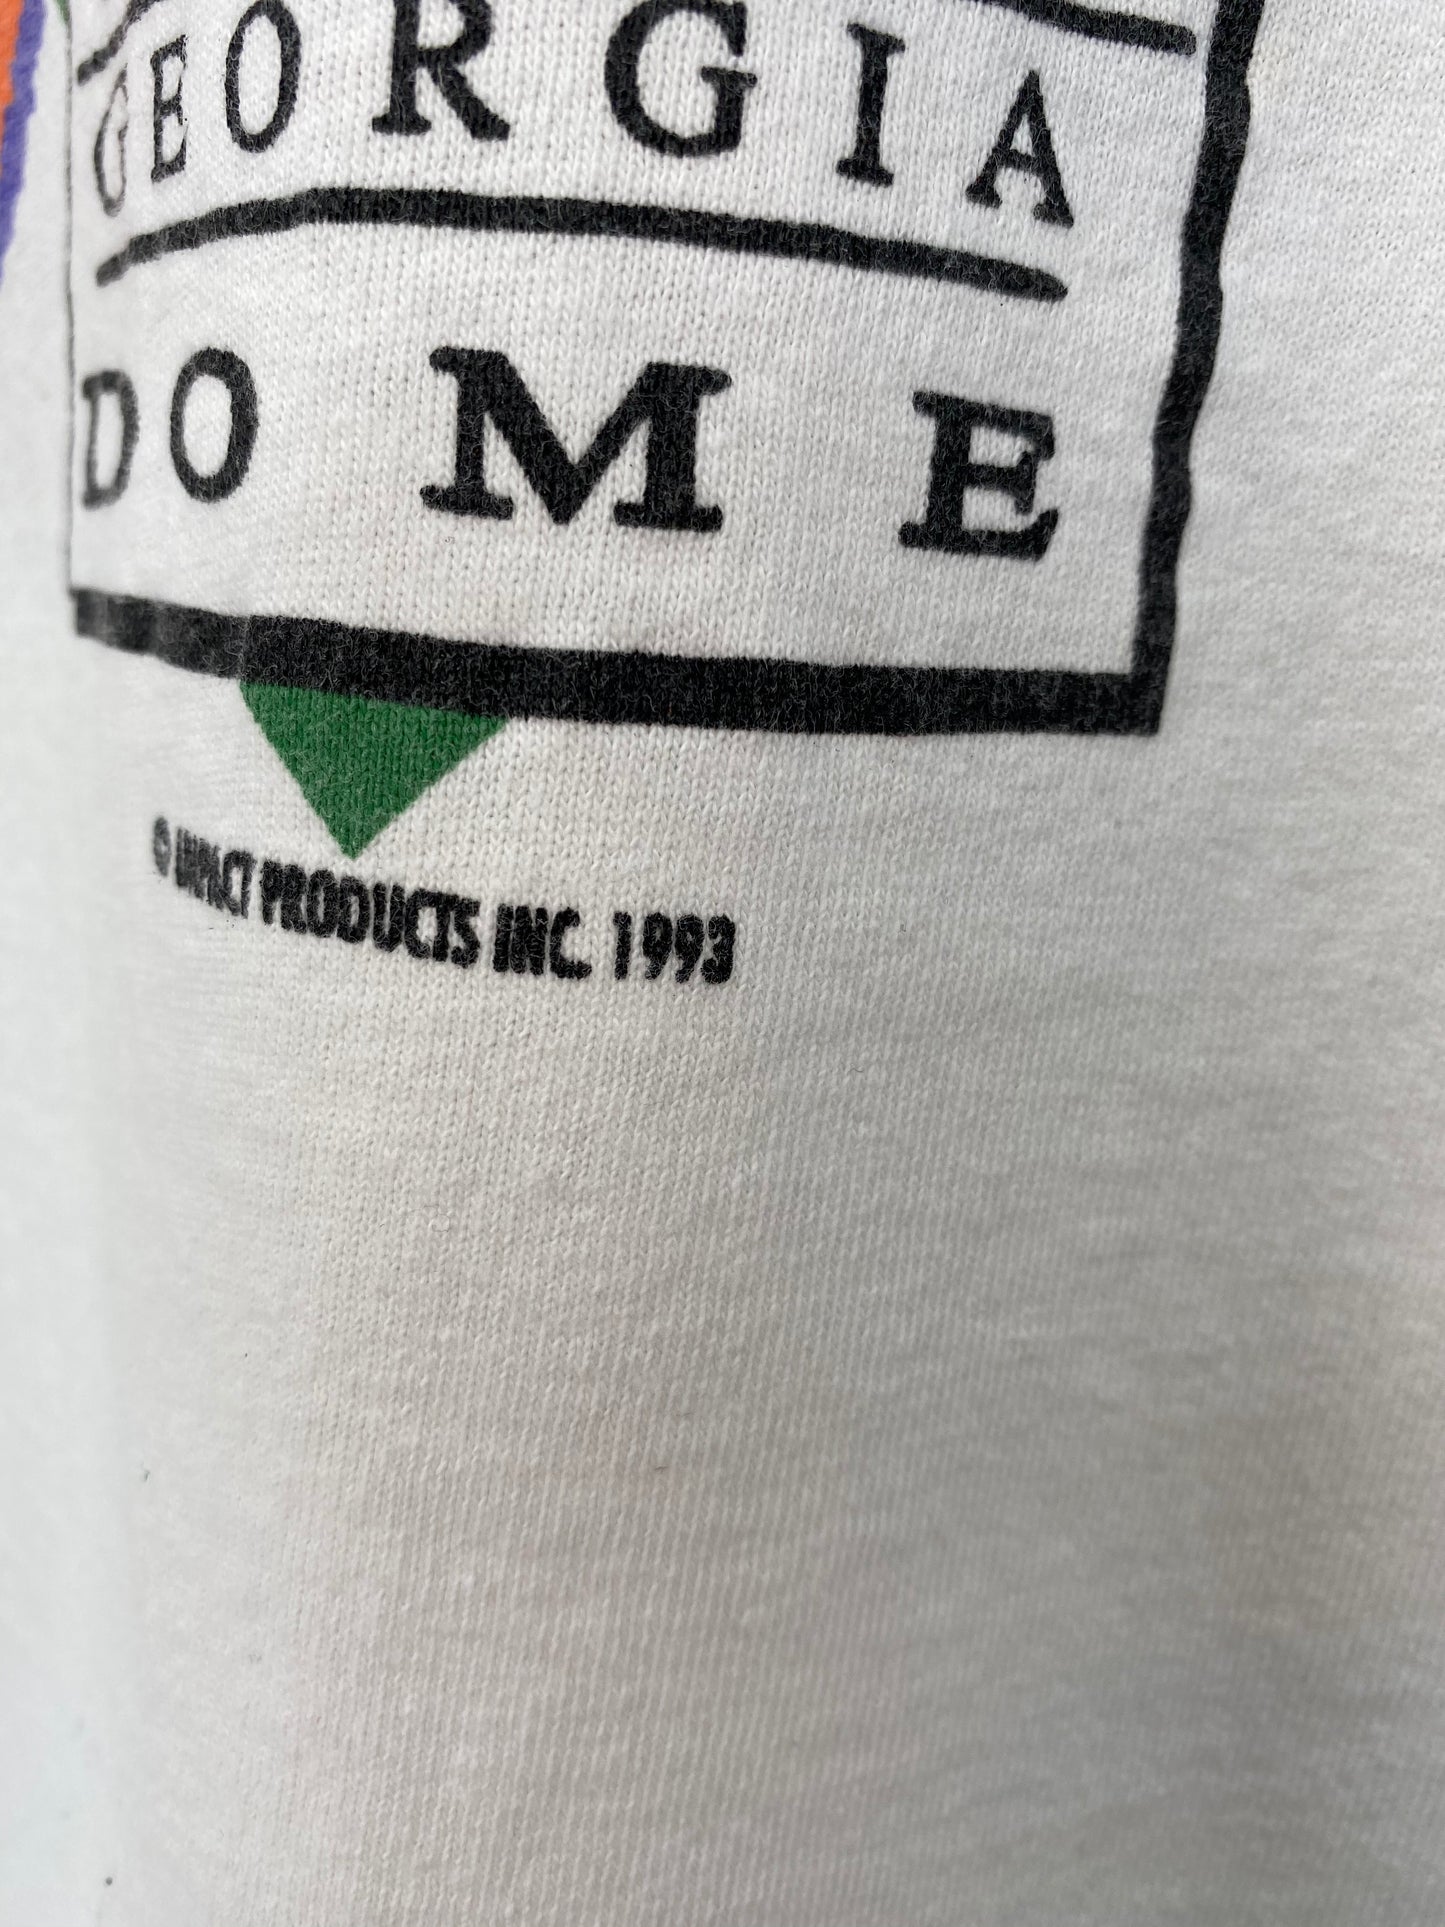 GEORGIA
DOME
© IMPACT PRODUCTS INC. 1993